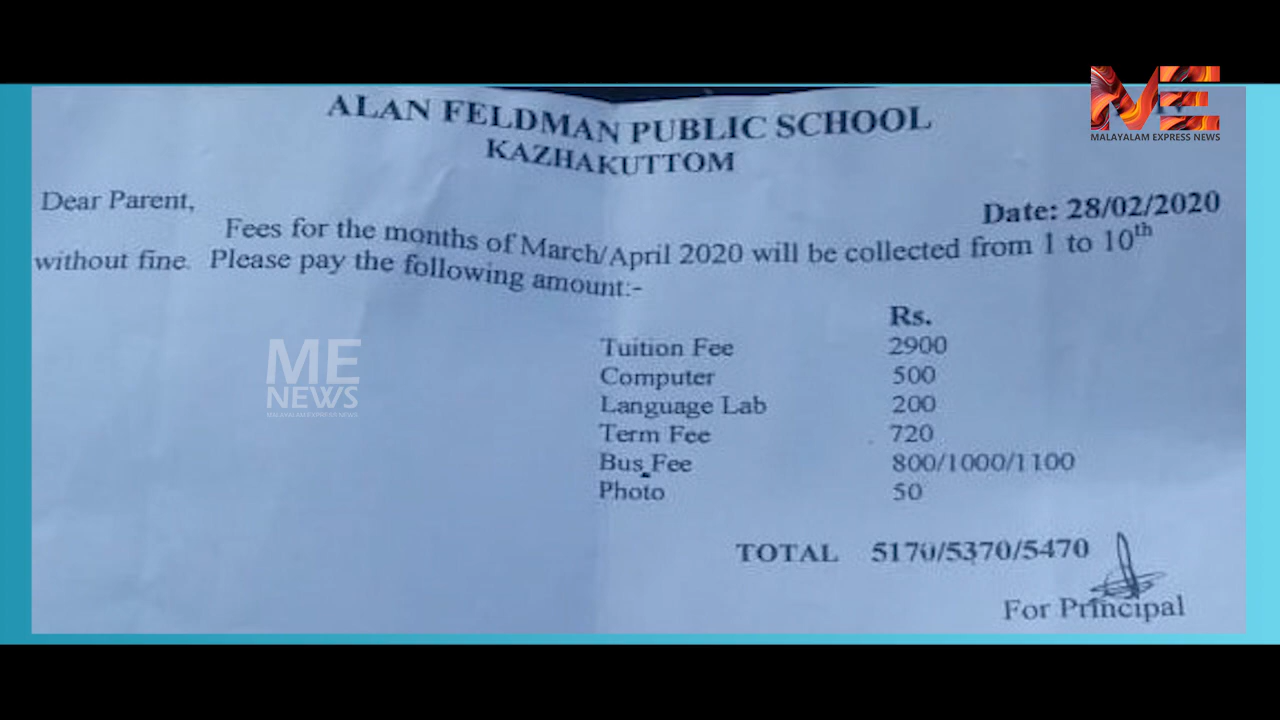 ME
MALAYALAM EXPRESS NEWS
ALAN FELDMAN PUBLIC SCHOOL
KAZHAKUTTOM
Dear Parent,
Date: 28/02/2020
Fees for the months of March/April 2020 will be collected from 1 to 10th
without fine. Please pay the following amount:-
Rs.
Tuition Fee 2900
Computer 500
Language Lab 200
Term Fee 720
Bus Fee 800/1000/1100
Photo 50
TOTAL 5170/5370/5470
For Principal
ME
NEWS
MALAYALAM EXPRESS NEWS